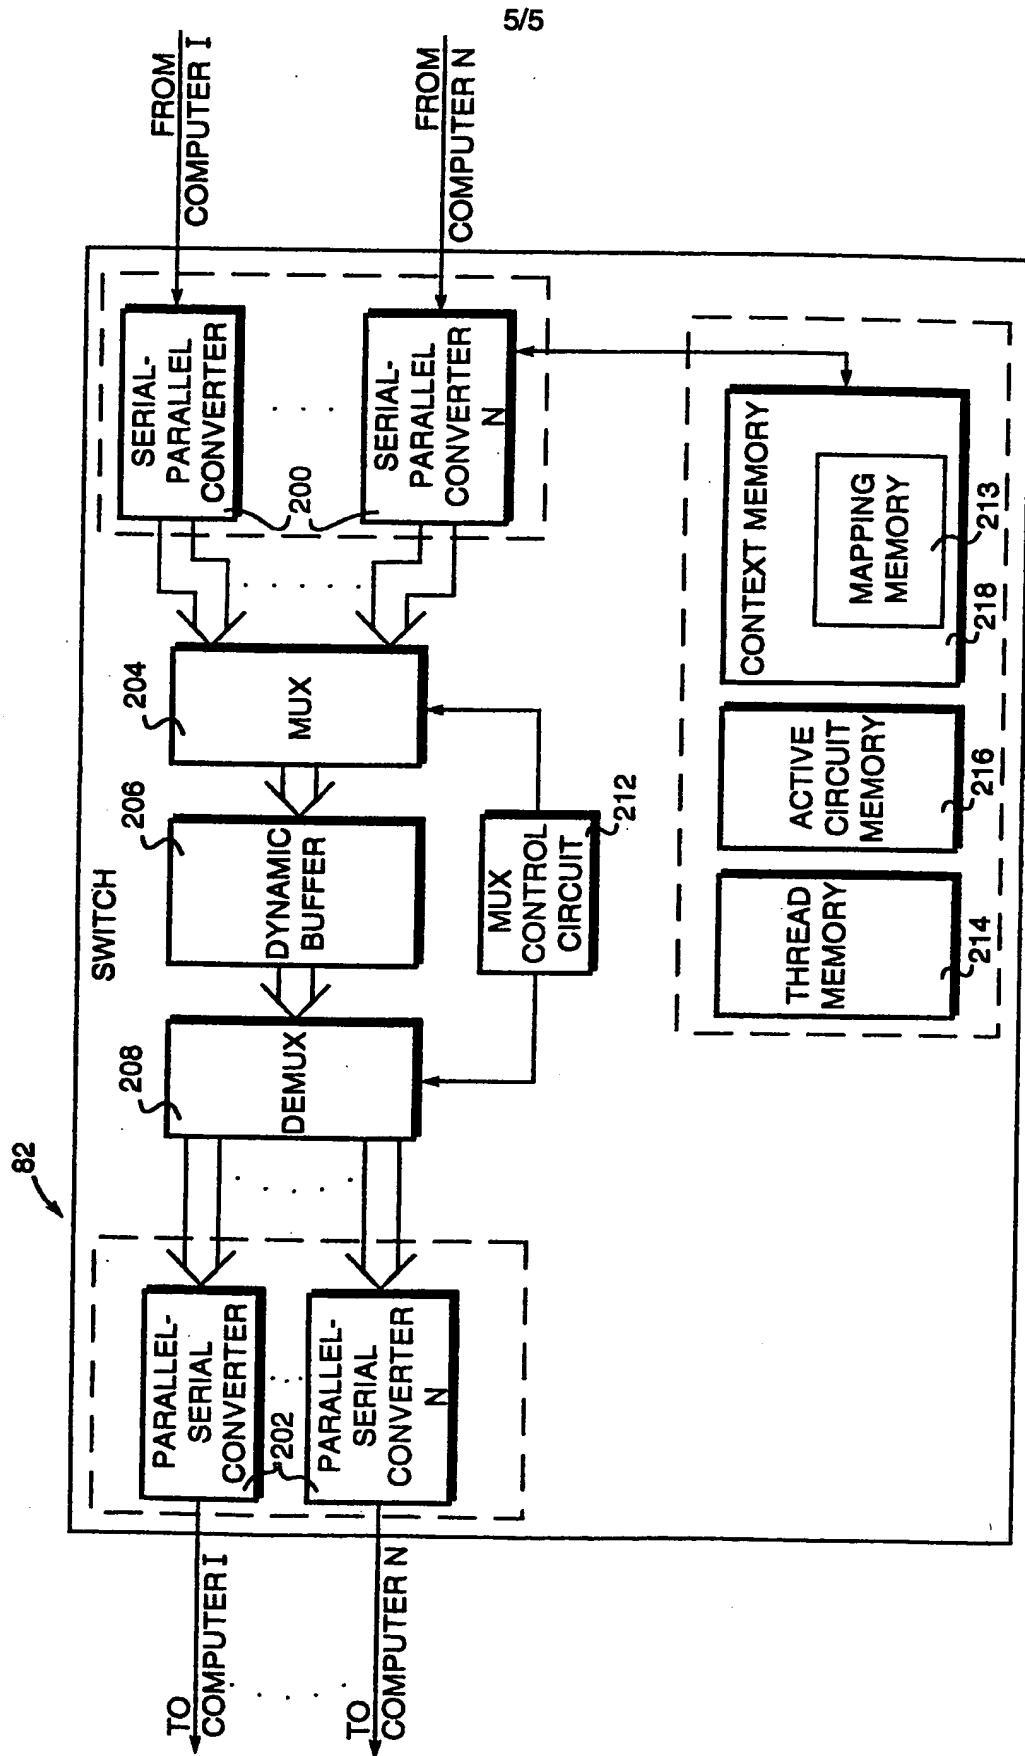 5/5
82
SWITCH
TO
COMPUTER I
TO
COMPUTER N
PARALLEL-
SERIAL
CONVERTER
202
PARALLEL-
SERIAL
CONVERTER
N
208
DEMUX
206
DYNAMIC
BUFFER
204
MUX
SERIAL-
PARALLEL
CONVERTER
200
SERIAL-
PARALLEL
CONVERTER
N
FROM
COMPUTER I
FROM
COMPUTER N
MUX
CONTROL
CIRCUIT
212
THREAD
MEMORY
214
ACTIVE
CIRCUIT
MEMORY
216
CONTEXT MEMORY
MAPPING
MEMORY
213
218